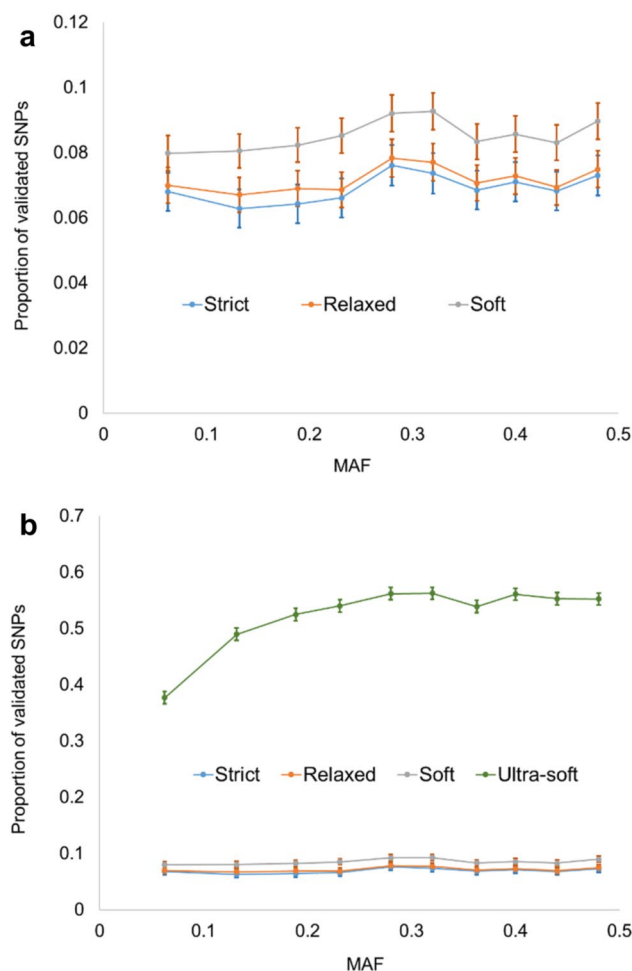 a
0.12
0.1
0.08
0.06
0.04
0.02
0
Proportion of validated SNPs
Strict Relaxed Soft
0 0.1 0.2 0.3 0.4 0.5
MAF
b
0.7
0.6
0.5
0.4
0.3
0.2
0.1
0
Proportion of validated SNPs
Strict Relaxed Soft Ultra-soft
0 0.1 0.2 0.3 0.4 0.5
MAF